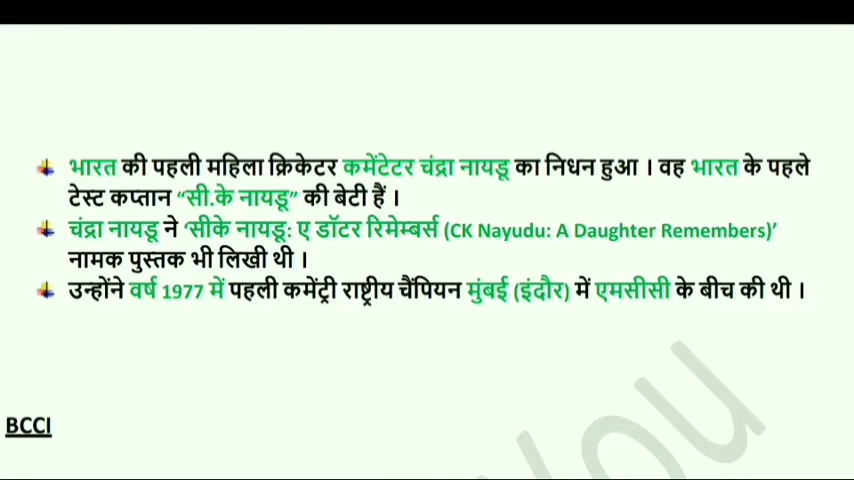 भारत की पहली महिला क्रिकेटर कमेंटेटर चंद्रा नायडू का निधन हुआ । वह भारत के पहले
टेस्ट कप्तान “सी.के नायडू” की बेटी हैं ।
चंद्रा नायडू ने ‘सीके नायडू: ए डॉटर रिमेम्बर्स (CK Nayudu: A Daughter Remembers)’
नामक पुस्तक भी लिखी थी ।
उन्होंने वर्ष 1977 में पहली कमेंट्री राष्ट्रीय चैंपियन मुंबई (इंदौर) में एमसीसी के बीच की थी ।
You
BCCI